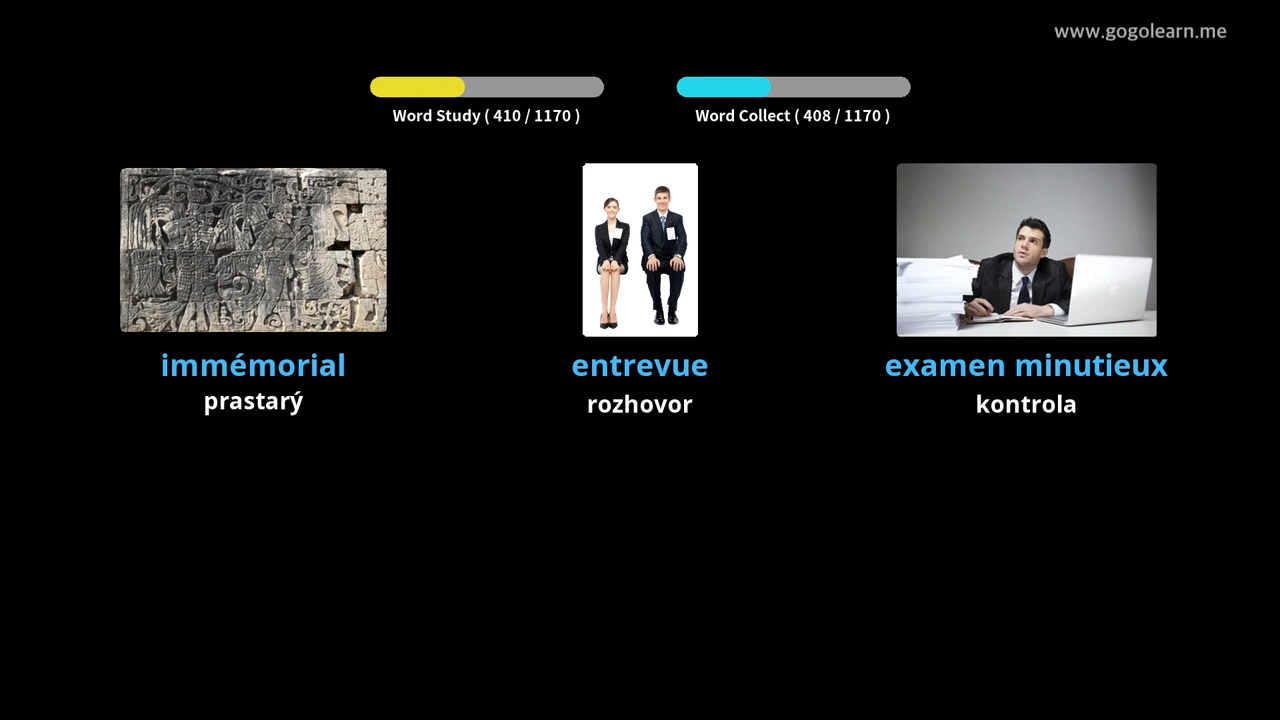 www.gogolearn.me
Word Study ( 410 / 1170 )
Word Collect ( 408 / 1170 )
immémorial
prastarý
entrevue
rozhovor
examen minutieux
kontrola